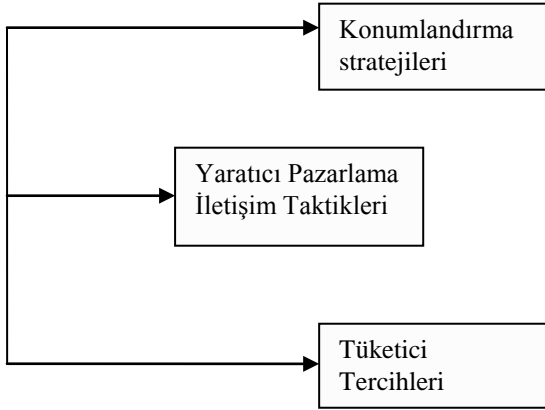 Konumlandırma
stratejileri
Yaratıcı Pazarlama
İletişim Taktikleri
Tüketici
Tercihleri